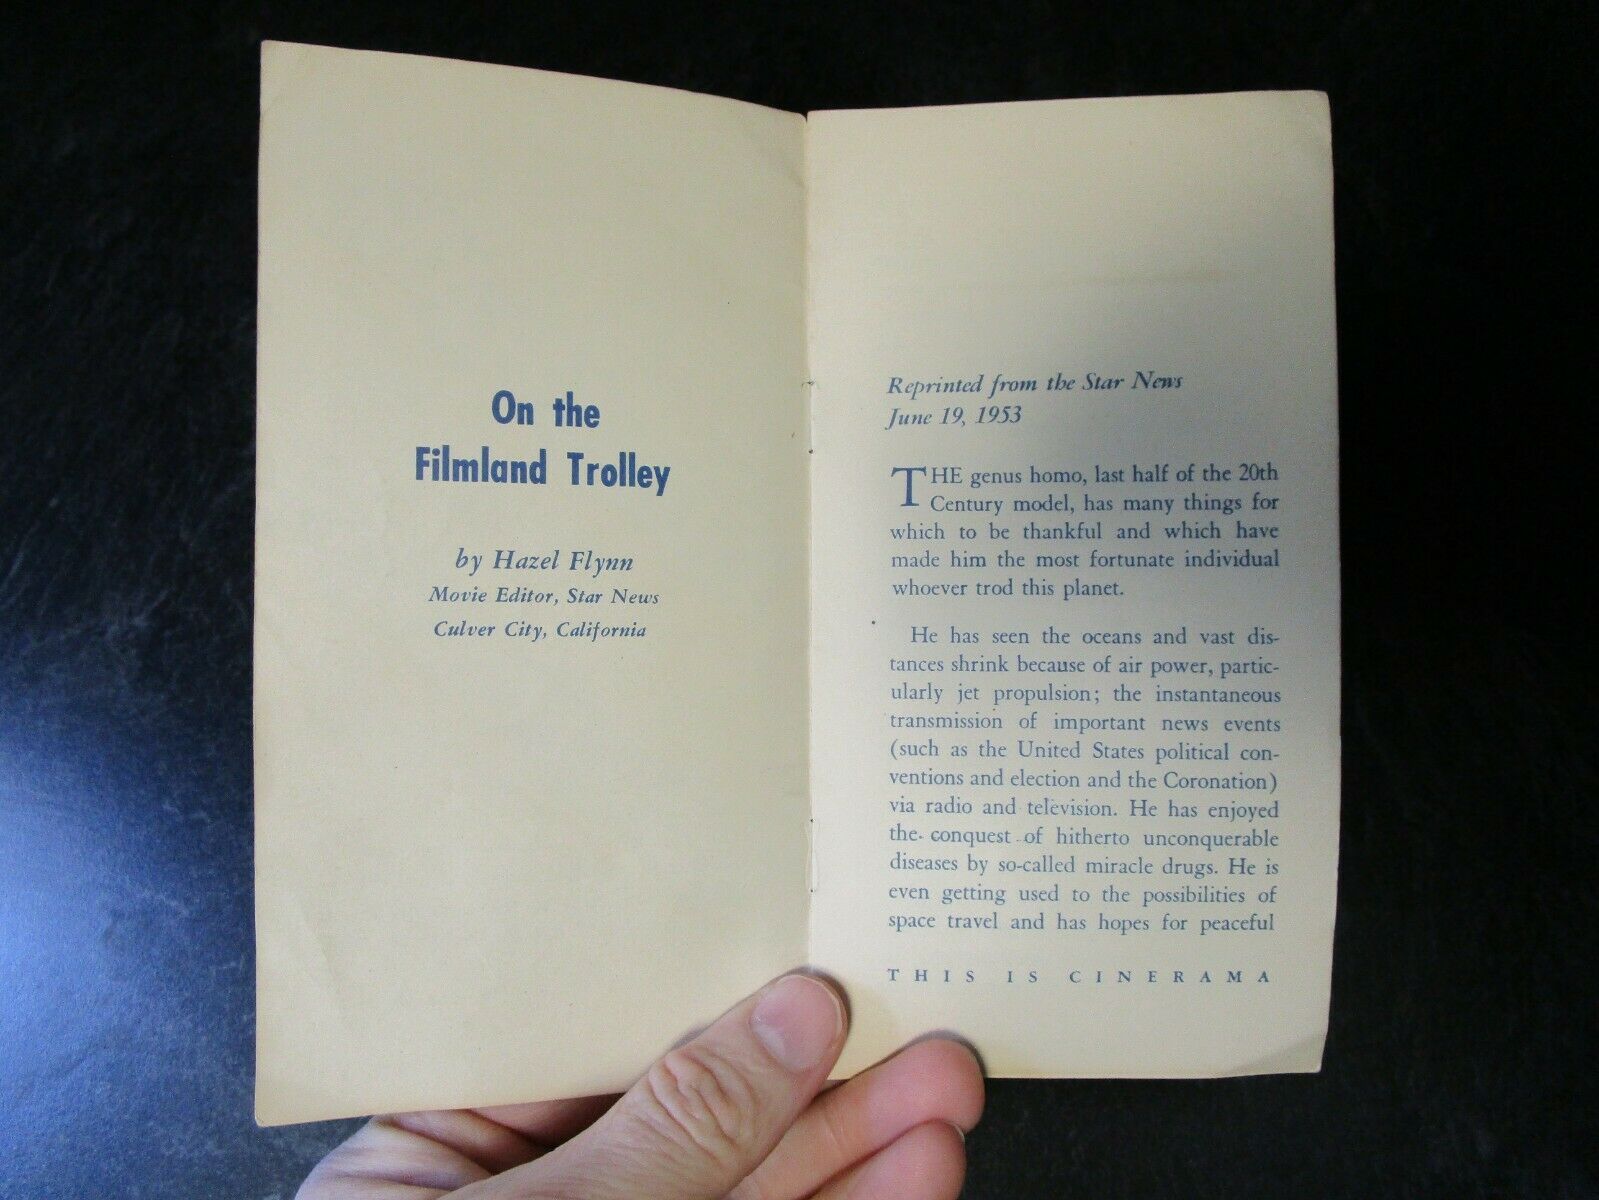 On the
Filmland Trolley
by Hazel Flynn
Movie Editor, Star News
Culver City, California
Reprinted from the Star News
June 19, 1953
THE genus homo, last half of the 20th
Century model, has many things for
which to be thankful and which have
made him the most fortunate individual
whoever trod this planet.
He has seen the oceans and vast dis-
tances shrink because of air power, partic-
ularly jet propulsion; the instantaneous
transmission of important news events
(such as the United States political con-
ventions and election and the Coronation)
via radio and television. He has enjoyed
the conquest of hitherto unconquerable
diseases by so-called miracle drugs. He is
even getting used to the possibilities of
space travel and has hopes for peaceful
THIS IS CINERAMA